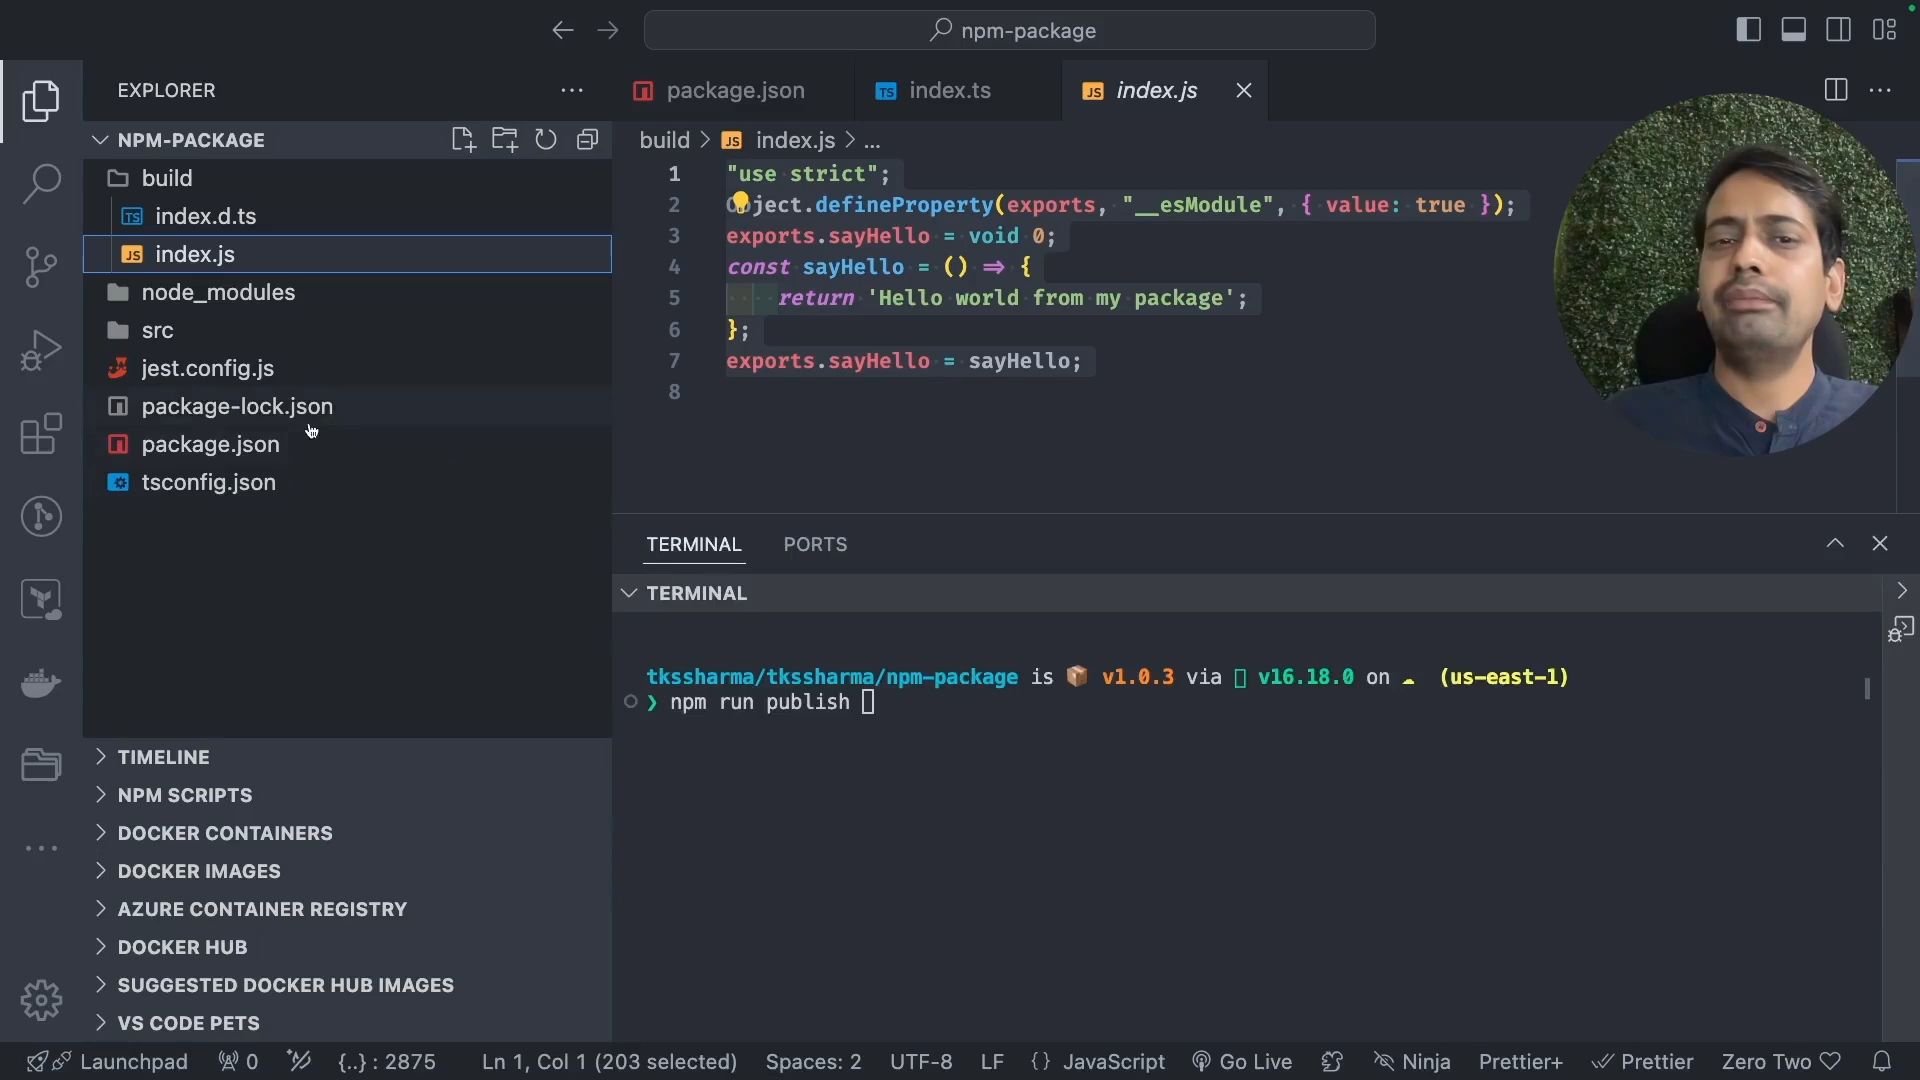 npm-package
EXPLORER
package.json
TS index.ts
JS index.js
NPM-PACKAGE
build > JS index.js > ...
build
TS index.d.ts
JS index.js
node_modules
src
jest.config.js
package-lock.json
package.json
tsconfig.json
1 "use strict";
2 Object.defineProperty(exports, "__esModule", { value: true });
3 exports.sayHello = void 0;
4 const sayHello = () => {
5 return 'Hello world from my package';
6 };
7 exports.sayHello = sayHello;
8
TERMINAL PORTS
TERMINAL
tkssharma/tkssharma/npm-package is 📦 v1.0.3 via v16.18.0 on ☁ (us-east-1)
❯ npm run publish
TIMELINE
NPM SCRIPTS
DOCKER CONTAINERS
DOCKER IMAGES
AZURE CONTAINER REGISTRY
DOCKER HUB
SUGGESTED DOCKER HUB IMAGES
VS CODE PETS
Launchpad 0 {..} : 2875 Ln 1, Col 1 (203 selected) Spaces: 2 UTF-8 LF {} JavaScript Go Live Ninja Prettier+ Prettier Zero Two